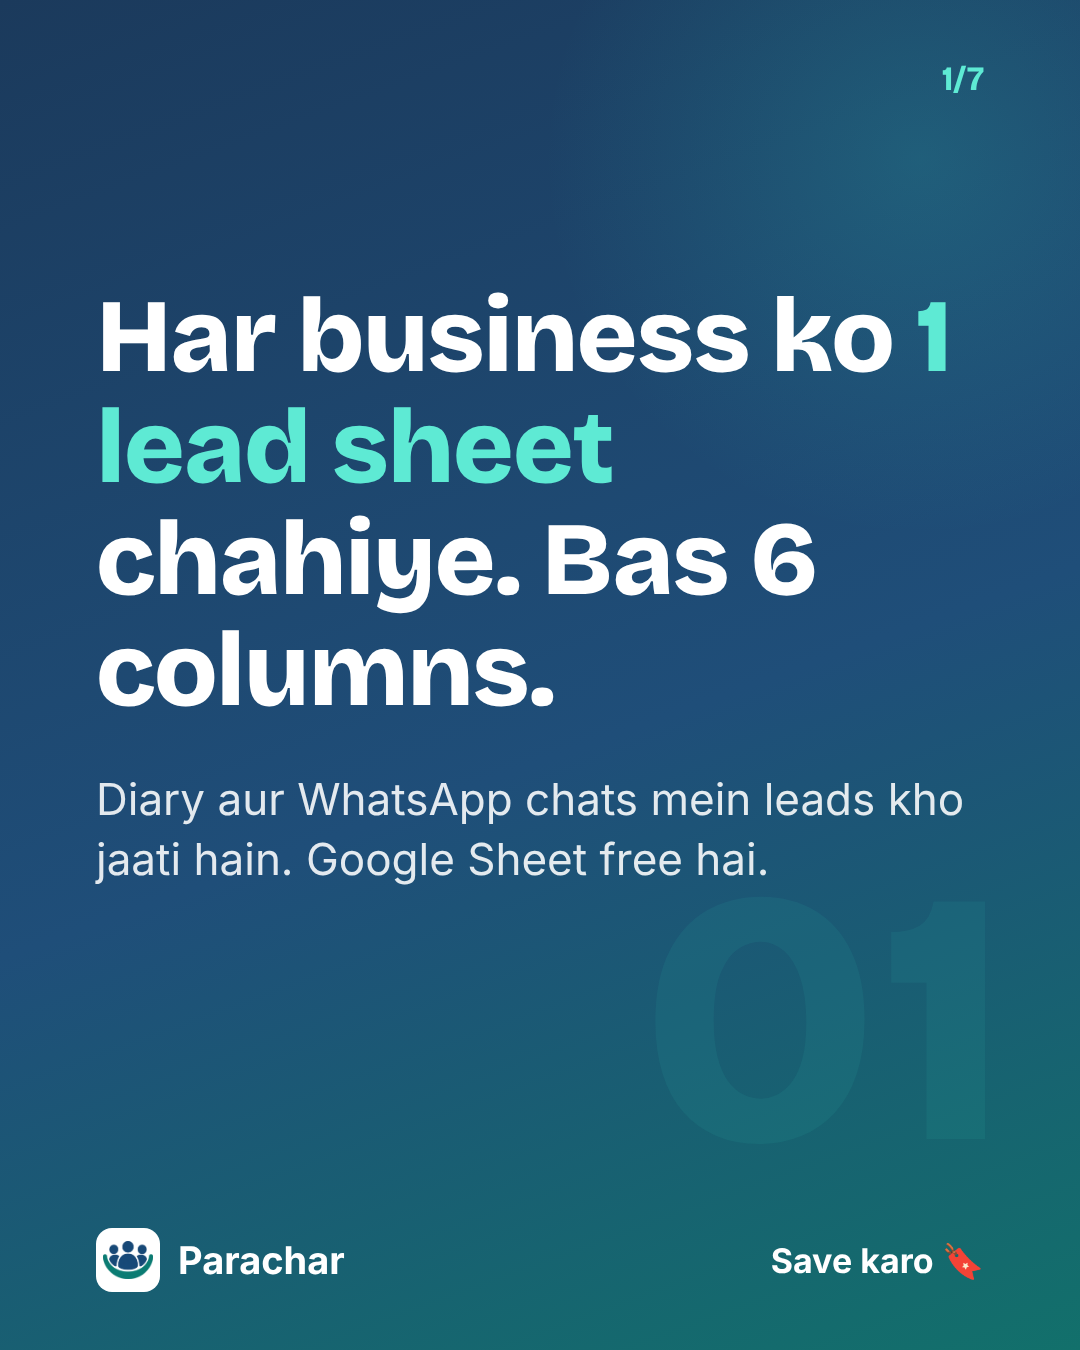 1/7
Har business ko 1
lead sheet
chahiye. Bas 6
columns.
Diary aur WhatsApp chats mein leads kho
jaati hain. Google Sheet free hai.
01
Parachar
Save karo 🔖